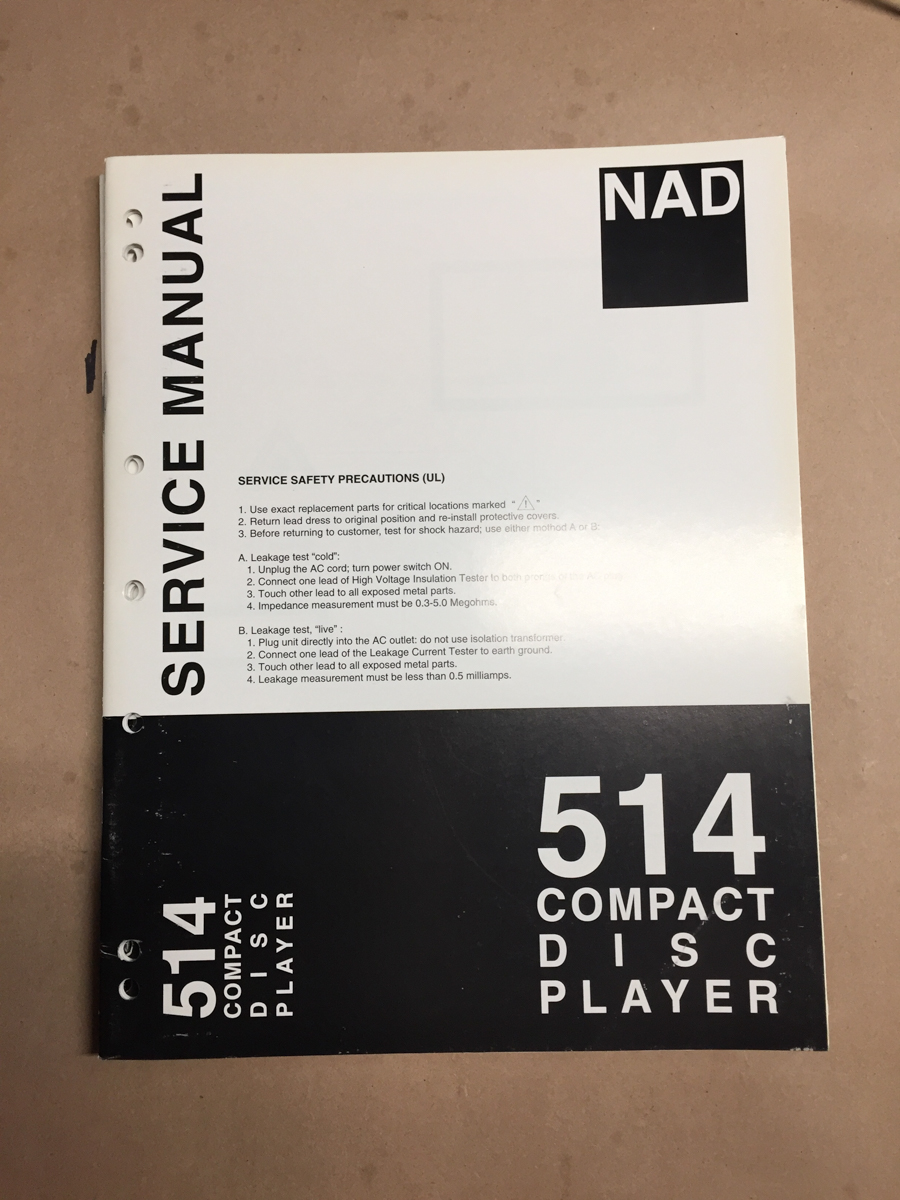 NAD
SERVICE MANUAL
SERVICE SAFETY PRECAUTIONS (UL)
1. Use exact replacement parts for critical locations marked "⚠"
2. Return lead dress to original position and re-install protective covers.
3. Before returning to customer, test for shock hazard; use either method A or B:
A. Leakage test "cold":
1. Unplug the AC cord; turn power switch ON.
2. Connect one lead of High Voltage Insulation Tester to both prongs of the AC
3. Touch other lead to all exposed metal parts.
4. Impedance measurement must be 0.3-5.0 Megohms.
B. Leakage test, "live" :
1. Plug unit directly into the AC outlet: do not use isolation transformer.
2. Connect one lead of the Leakage Current Tester to earth ground.
3. Touch other lead to all exposed metal parts.
4. Leakage measurement must be less than 0.5 milliamps.
514
COMPACT
DISC
PLAYER
514
COMPACT
DISC
PLAYER